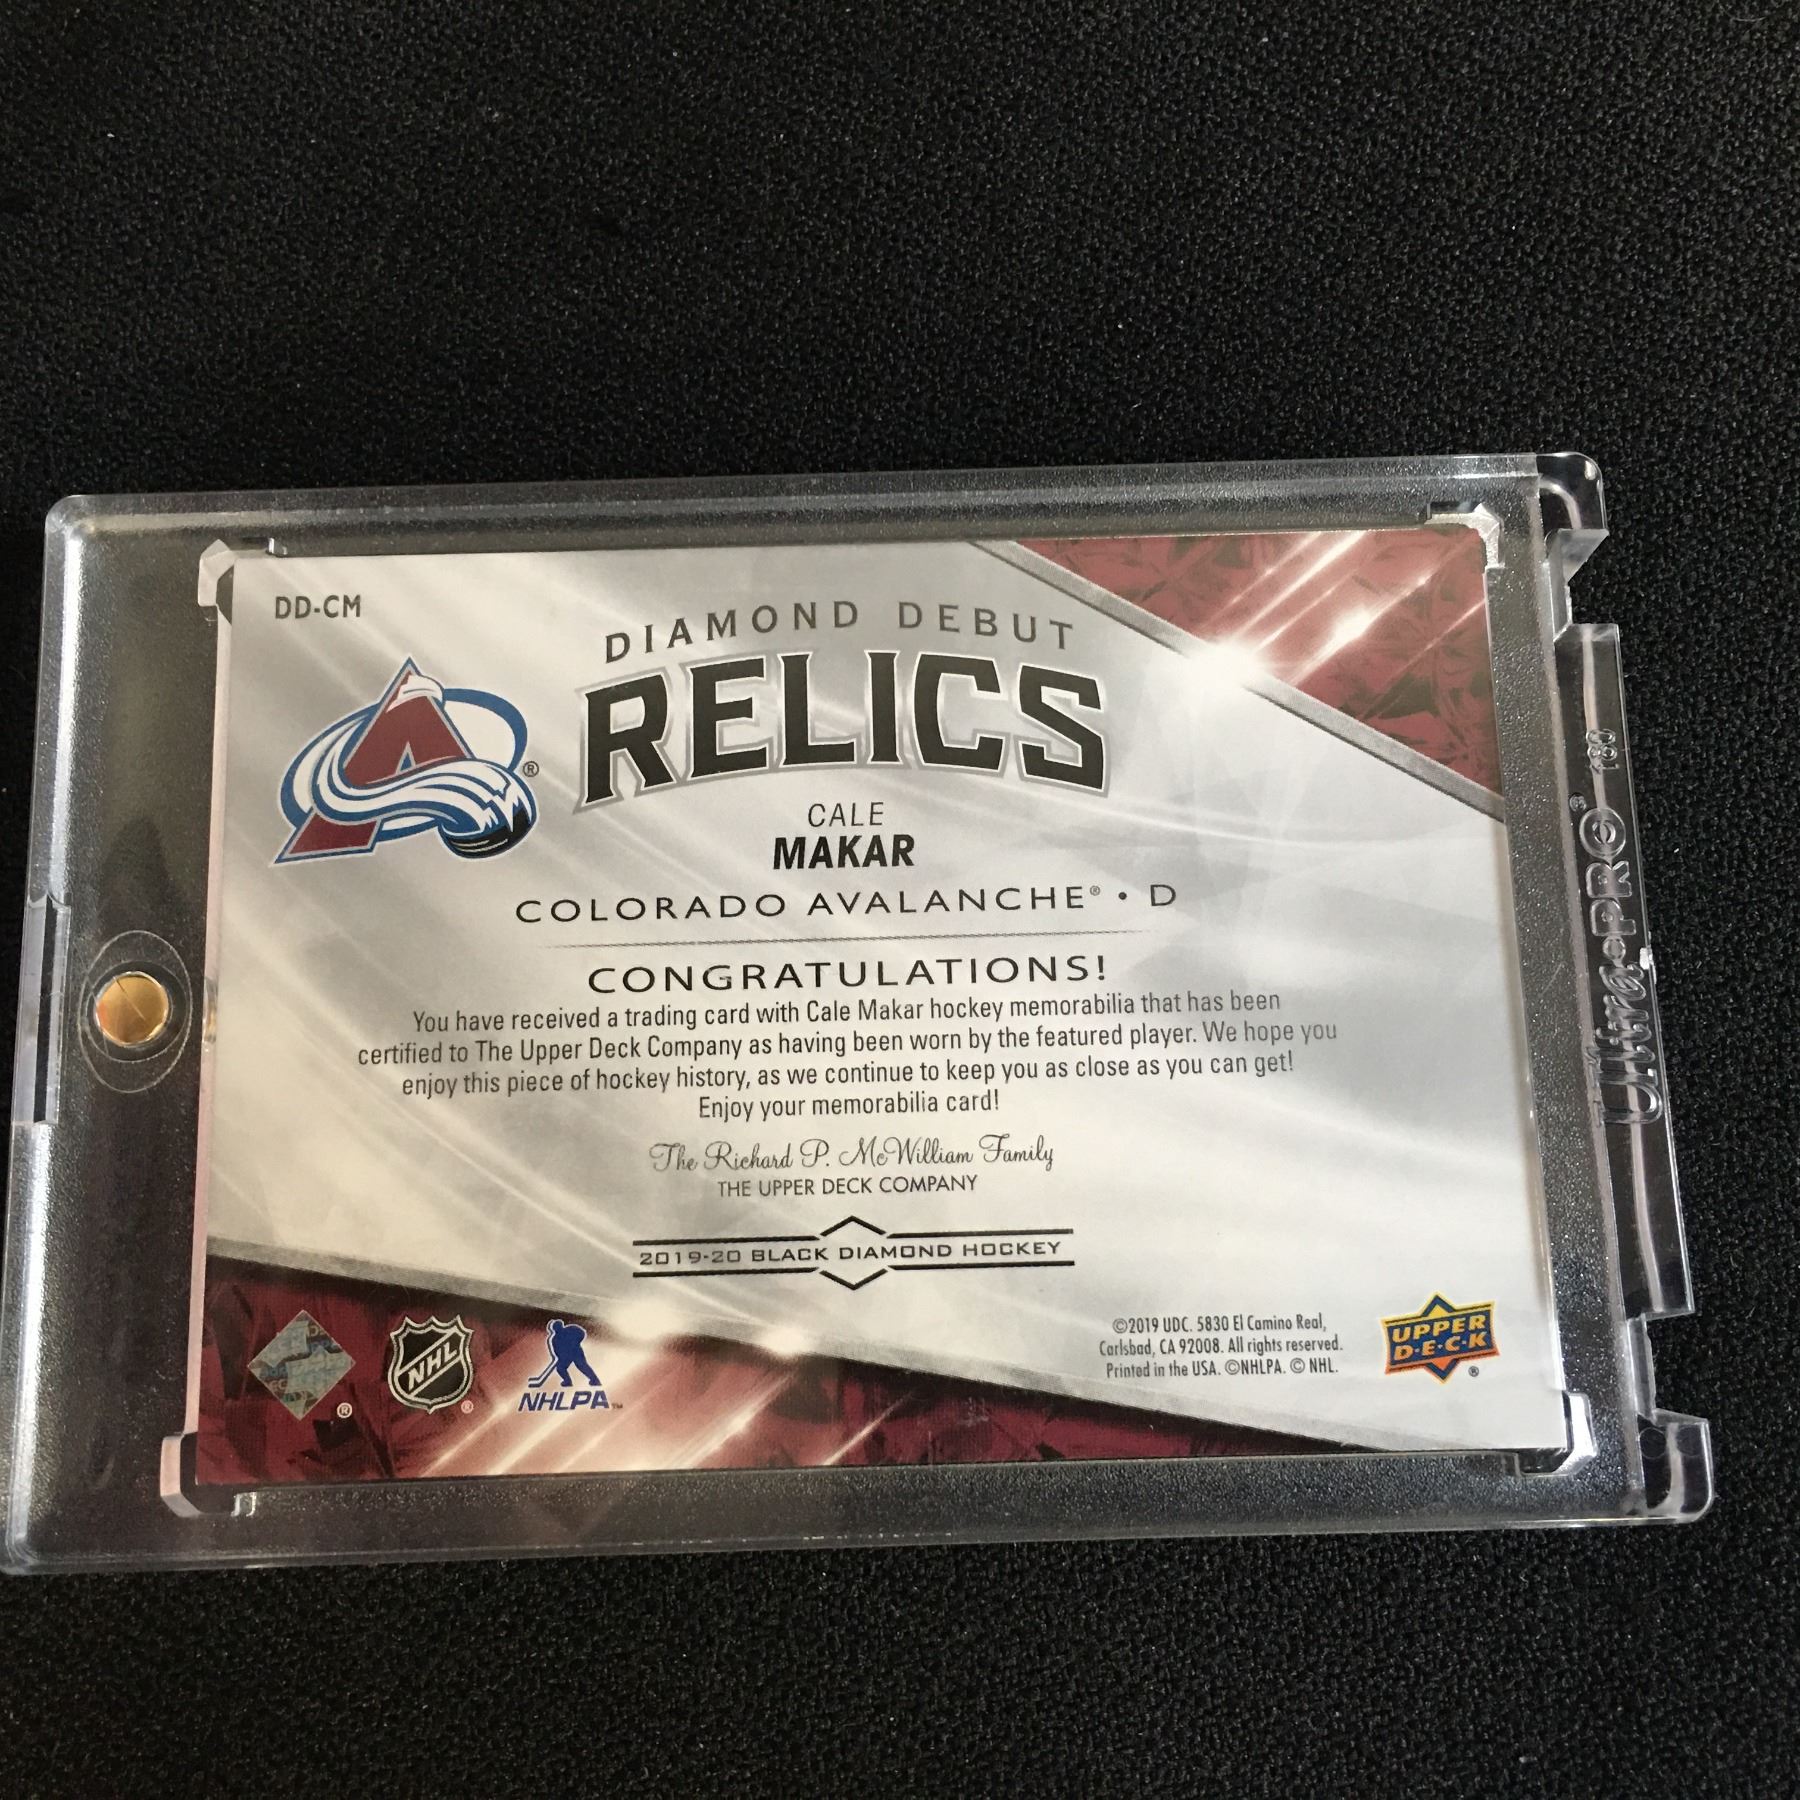 DD-CM
DIAMOND DEBUT
RELICS
CALE
MAKAR
COLORADO AVALANCHE® • D
CONGRATULATIONS!
You have received a trading card with Cale Makar hockey memorabilia that has been
certified to The Upper Deck Company as having been worn by the featured player. We hope you
enjoy this piece of hockey history, as we continue to keep you as close as you can get!
Enjoy your memorabilia card!
The Richard P. McWilliam Family
THE UPPER DECK COMPANY
2019-20 BLACK DIAMOND HOCKEY
NHL
NHLPA™
©2019 UDC. 5830 El Camino Real,
Carlsbad, CA 92008. All rights reserved.
Printed in the USA. ©NHLPA. © NHL.
UPPER
D·E·C·K
Ultra•PRO® 180